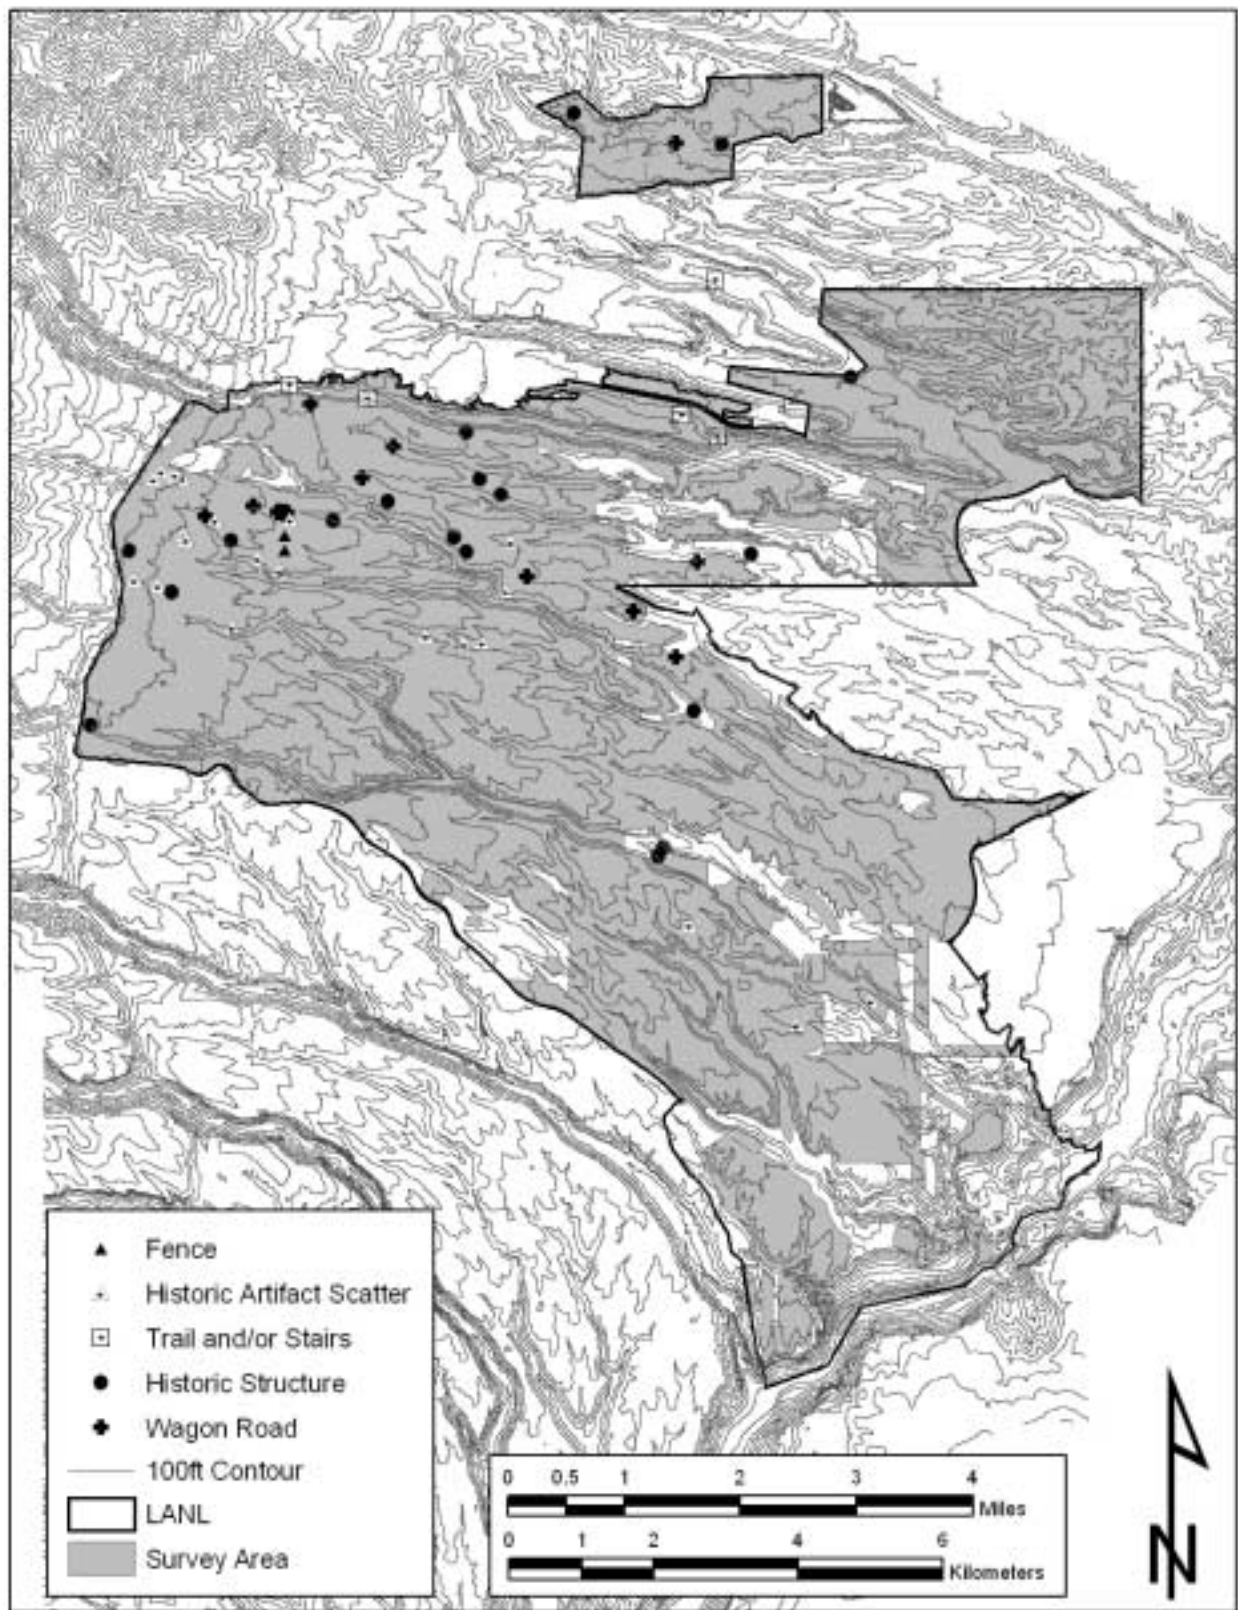 Fence
Historic Artifact Scatter
Trail and/or Stairs
Historic Structure
Wagon Road
100ft Contour
LANL
Survey Area
0 0.5 1 2 3 4
Miles
0 1 2 4 6
Kilometers
N